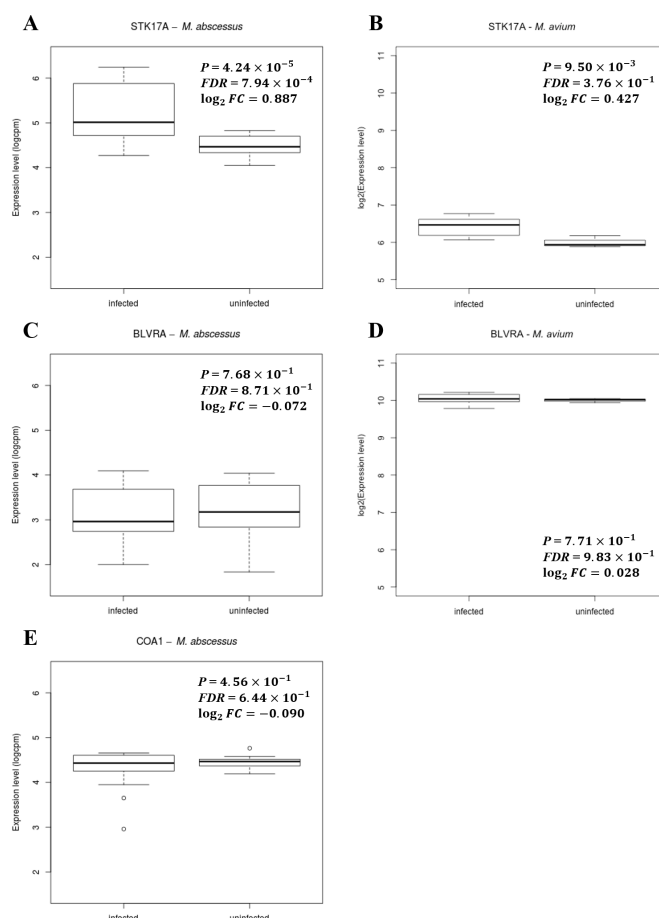 A
STK17A – M. abscessus
P = 4.24 × 10⁻⁵
FDR = 7.94 × 10⁻⁴
log₂ FC = 0.887
Expression level (logcpm)
6
5
4
3
2
infected
uninfected
B
STK17A - M. avium
P = 9.50 × 10⁻³
FDR = 3.76 × 10⁻¹
log₂ FC = 0.427
log2(Expression level)
11
10
9
8
7
6
5
infected
uninfected
C
BLVRA – M. abscessus
P = 7.68 × 10⁻¹
FDR = 8.71 × 10⁻¹
log₂ FC = −0.072
Expression level (logcpm)
6
5
4
3
2
infected
uninfected
D
BLVRA - M. avium
log2(Expression level)
11
10
9
8
7
6
5
P = 7.71 × 10⁻¹
FDR = 9.83 × 10⁻¹
log₂ FC = 0.028
infected
uninfected
E
COA1 – M. abscessus
P = 4.56 × 10⁻¹
FDR = 6.44 × 10⁻¹
log₂ FC = −0.090
Expression level (logcpm)
6
5
4
3
2
infected
uninfected